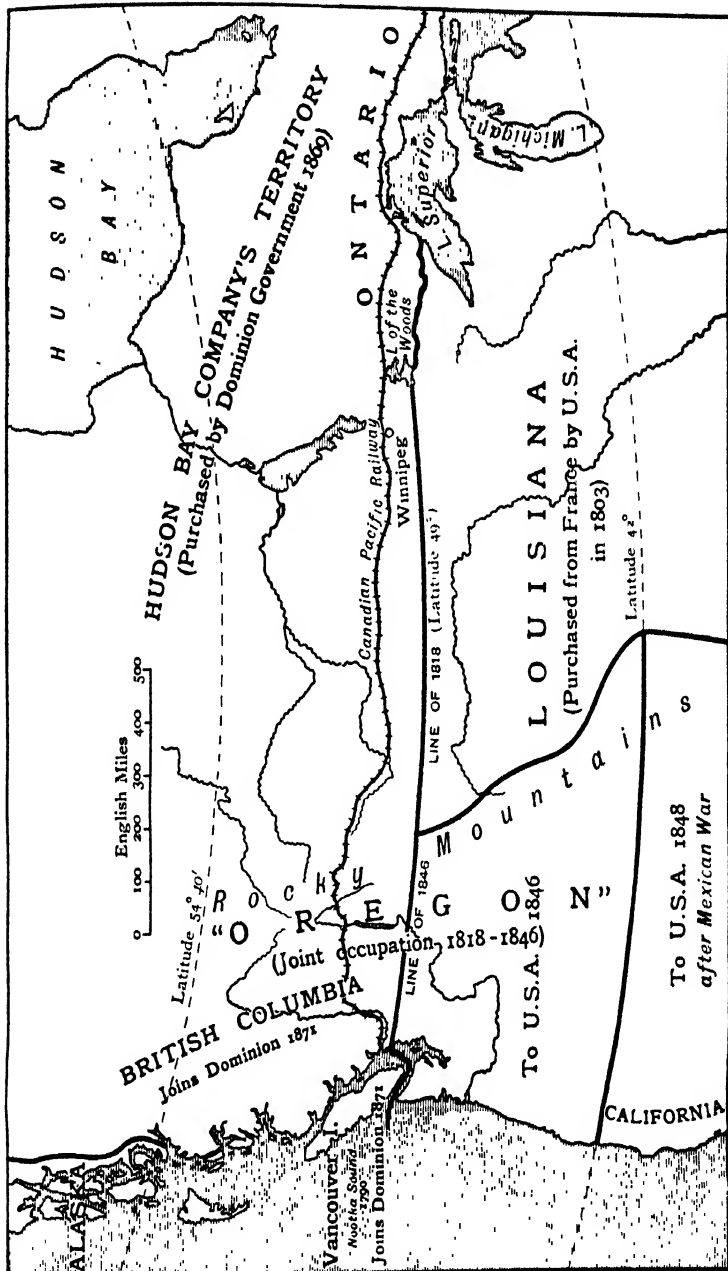 HUDSON
BAY
HUDSON BAY COMPANY'S TERRITORY
(Purchased by Dominion Government 1869)
ONTARIO
L. Superior
L. Michigan
L of the
Woods
Canadian Pacific Railway
Winnipeg
LINE OF 1818 (Latitude 49°)
LOUISIANA
(Purchased from France by U.S.A.
in 1803)
Latitude 42°
English Miles
0 100 200 300 400 500
Latitude 54° 40′
Rocky Mountains
"OREGON"
(Joint occupation 1818-1846)
LINE OF 1846
To U.S.A. 1846
To U.S.A. 1848
after Mexican War
BRITISH COLUMBIA
Joins Dominion 1871
ALASKA
Vancouver I.
Nootka Sound
1790
Joins Dominion 1871
CALIFORNIA